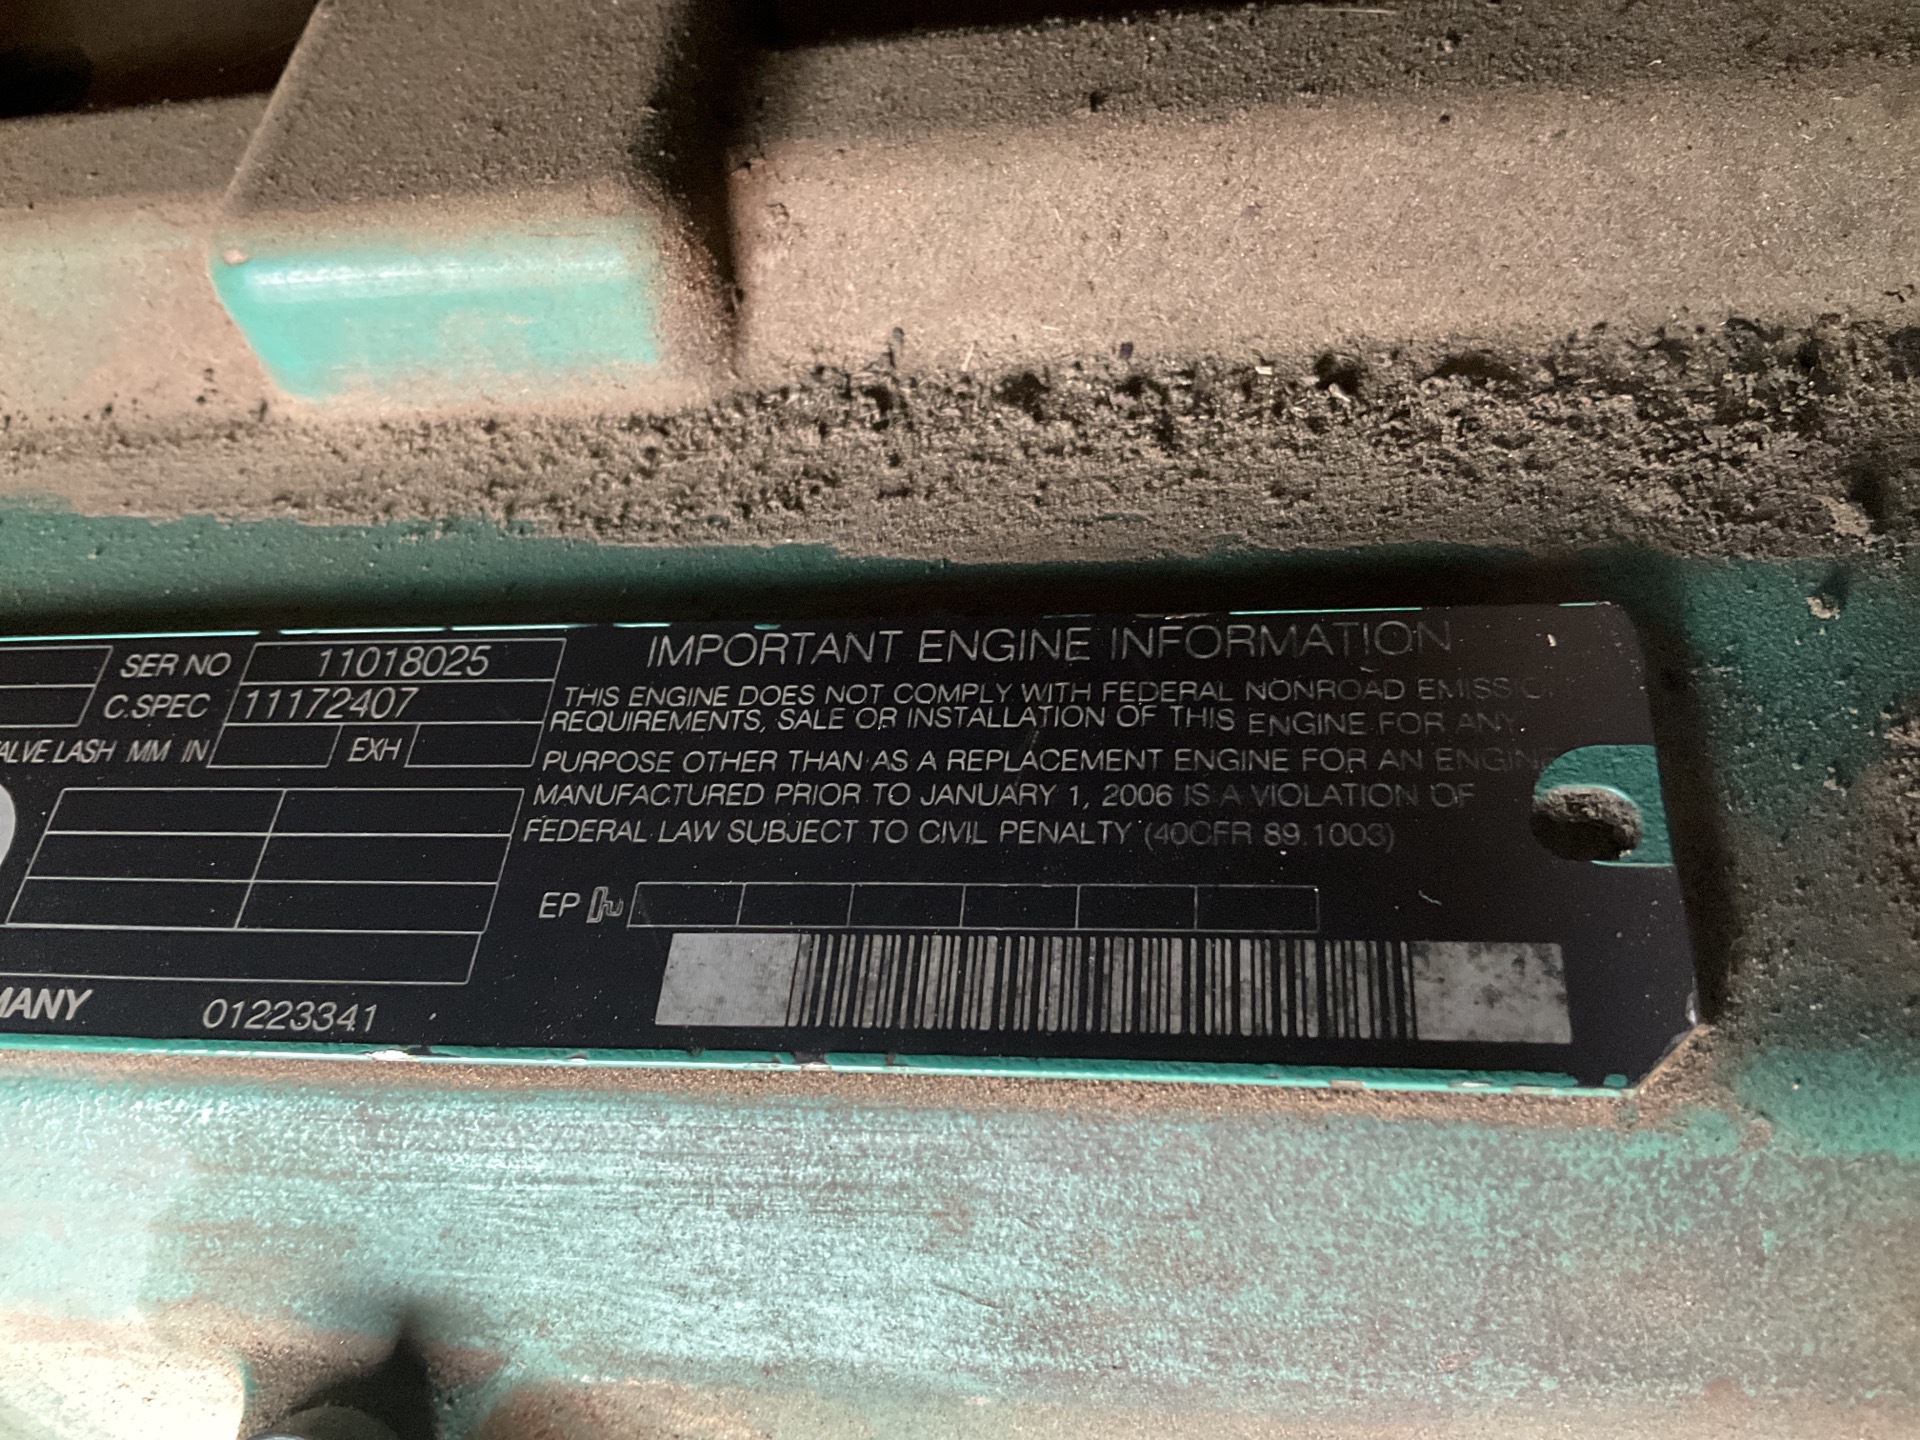 SER NO 11018025
C.SPEC 11172407
VALVE LASH MM IN EXH
IMPORTANT ENGINE INFORMATION
THIS ENGINE DOES NOT COMPLY WITH FEDERAL NONROAD EMISSIO
REQUIREMENTS, SALE OR INSTALLATION OF THIS ENGINE FOR ANY
PURPOSE OTHER THAN AS A REPLACEMENT ENGINE FOR AN ENGINE
MANUFACTURED PRIOR TO JANUARY 1, 2006 IS A VIOLATION OF
FEDERAL LAW SUBJECT TO CIVIL PENALTY (40CFR 89.1003)
EP
MANY 01223341